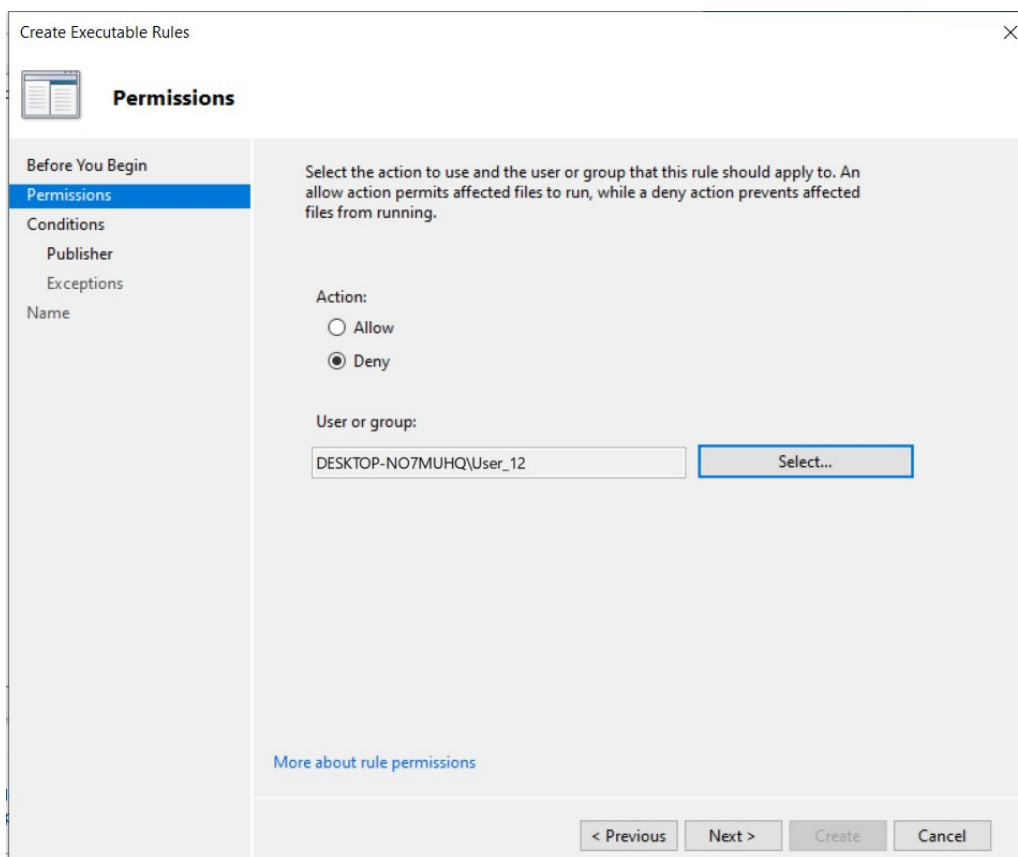 Create Executable Rules
Permissions
Before You Begin
Permissions
Conditions
Publisher
Exceptions
Name
Select the action to use and the user or group that this rule should apply to. An
allow action permits affected files to run, while a deny action prevents affected
files from running.
Action:
Allow
Deny
User or group:
DESKTOP-NO7MUHQ\User_12
Select...
More about rule permissions
< Previous
Next >
Create
Cancel